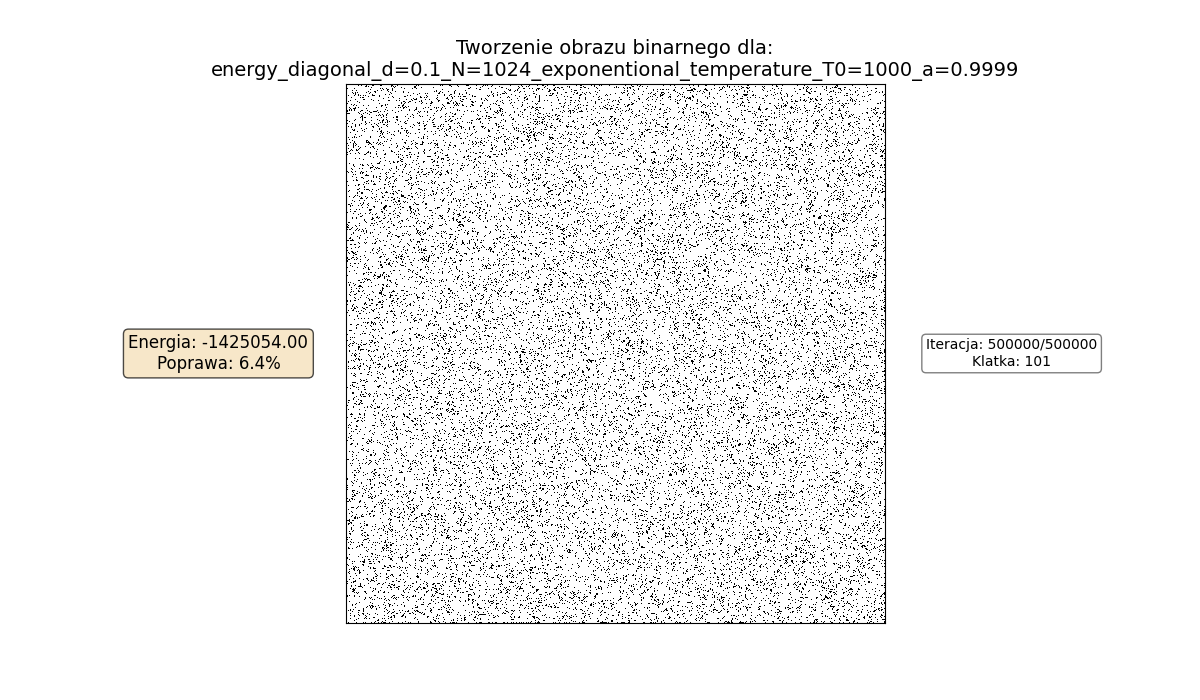 Tworzenie obrazu binarnego dla:
energy_diagonal_d=0.1_N=1024_exponentional_temperature_T0=1000_a=0.9999
Energia: -1425054.00
Poprawa: 6.4%
Iteracja: 500000/500000
Klatka: 101